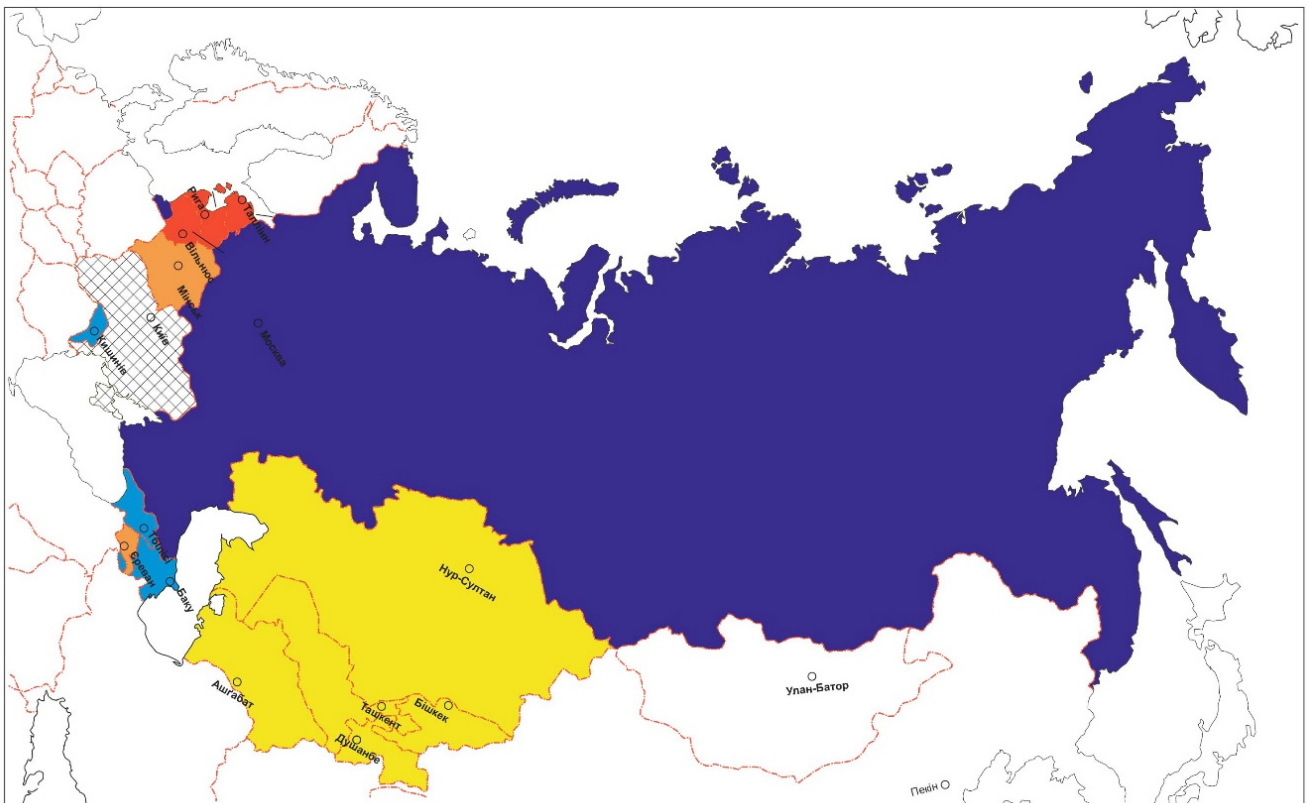 Рига
Таллінн
Вільнюс
Мінськ
Київ
Кишинів
Москва
Тбілісі
Єреван
Баку
Нур-Султан
Ашгабат
Ташкент
Бішкек
Душанбе
Улан-Батор
Пекін